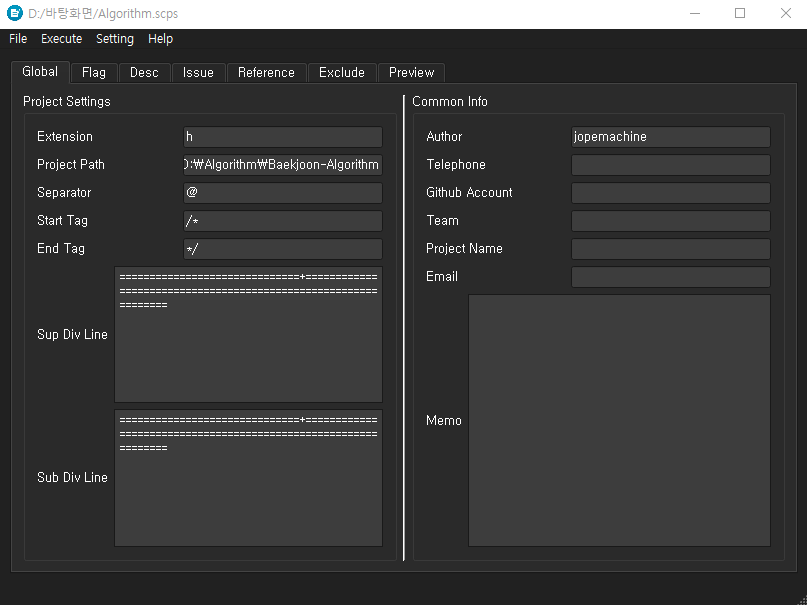 D:/바탕화면/Algorithm.scps
File Execute Setting Help
Global Flag Desc Issue Reference Exclude Preview
Project Settings
Extension h
Project Path D:₩Algorithm₩Baekjoon-Algorithm
Separator @
Start Tag /*
End Tag */
Sup Div Line
==============================+============
===========================================
========
Sub Div Line
==============================+============
===========================================
========
Common Info
Author jopemachine
Telephone
Github Account
Team
Project Name
Email
Memo